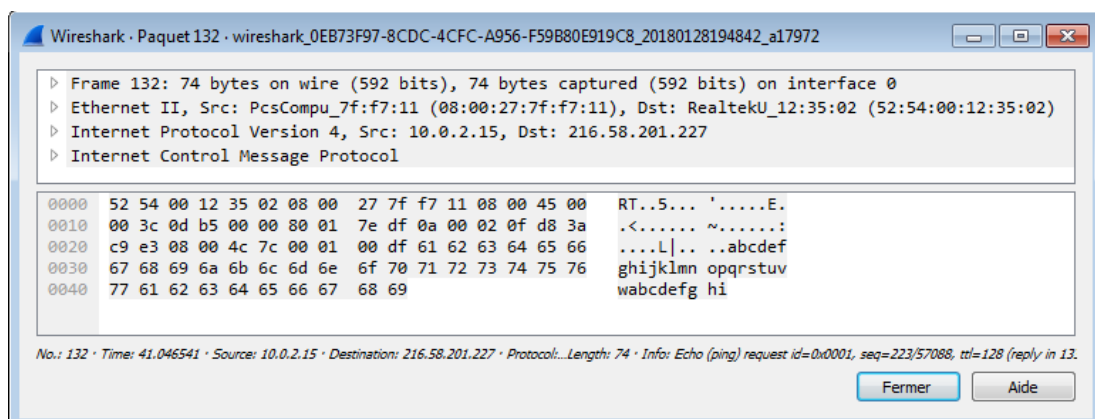 Wireshark · Paquet 132 · wireshark_0EB73F97-8CDC-4CFC-A956-F59B80E919C8_20180128194842_a17972
Frame 132: 74 bytes on wire (592 bits), 74 bytes captured (592 bits) on interface 0
Ethernet II, Src: PcsCompu_7f:f7:11 (08:00:27:7f:f7:11), Dst: RealtekU_12:35:02 (52:54:00:12:35:02)
Internet Protocol Version 4, Src: 10.0.2.15, Dst: 216.58.201.227
Internet Control Message Protocol
0000 52 54 00 12 35 02 08 00 27 7f f7 11 08 00 45 00 RT..5... '.....E.
0010 00 3c 0d b5 00 00 80 01 7e df 0a 00 02 0f d8 3a .<...... ~......:
0020 c9 e3 08 00 4c 7c 00 01 00 df 61 62 63 64 65 66 ....L|.. ..abcdef
0030 67 68 69 6a 6b 6c 6d 6e 6f 70 71 72 73 74 75 76 ghijklmn opqrstuv
0040 77 61 62 63 64 65 66 67 68 69 wabcdefg hi
No.: 132 · Time: 41.046541 · Source: 10.0.2.15 · Destination: 216.58.201.227 · Protocol:...Length: 74 · Info: Echo (ping) request id=0x0001, seq=223/57088, ttl=128 (reply in 13.
Fermer Aide